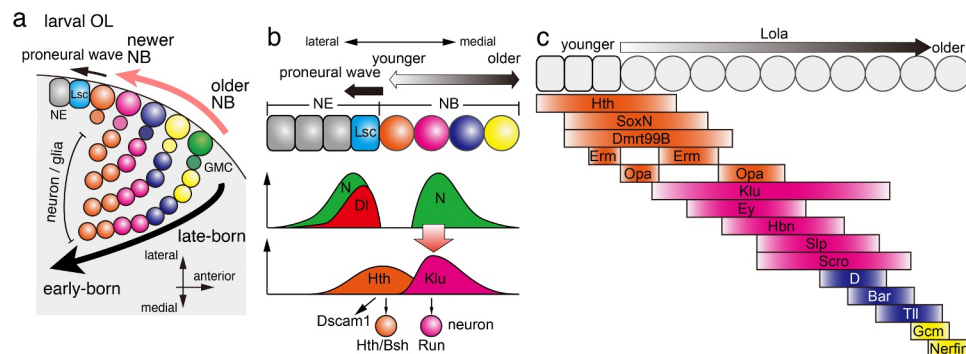 a larval OL
newer
NB
proneural wave
older
NB
Lsc
NE
GMC
neuron / glia
late-born
early-born
lateral
anterior
medial
b lateral medial
younger
older
proneural wave
NE NB
Lsc
N
Dl
N
Hth Klu
Dscam1
neuron
Hth/Bsh Run
c younger Lola older
Hth
SoxN
Dmrt99B
Erm Erm
Opa Opa
Klu
Ey
Hbn
Slp
Scro
D
Bar
Tll
Gcm
Nerfin